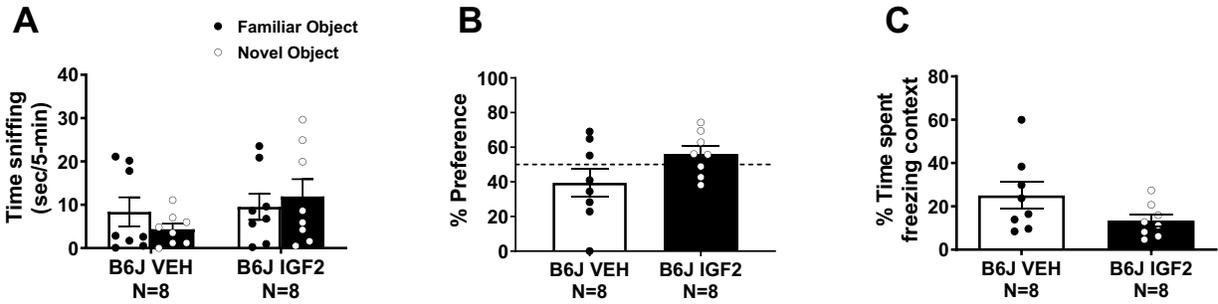 A
Familiar Object
Novel Object
Time sniffing
(sec/5-min)
40
30
20
10
0
B6J VEH
N=8
B6J IGF2
N=8
B
% Preference
100
80
60
40
20
0
B6J VEH
N=8
B6J IGF2
N=8
C
% Time spent
freezing context
80
60
40
20
0
B6J VEH
N=8
B6J IGF2
N=8